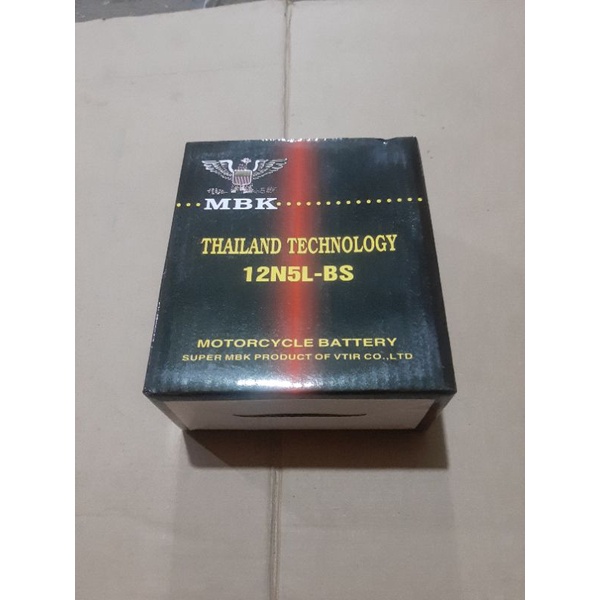 MBK
THAILAND TECHNOLOGY
12N5L-BS
MOTORCYCLE BATTERY
SUPER MBK PRODUCT OF VTIR CO.,LTD